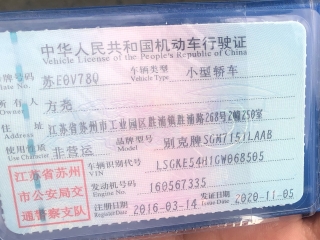 中华人民共和国机动车行驶证
Vehicle License of the People's Republic of China
号牌号码 苏E0V78Q 车辆类型 小型轿车
Plate No. Vehicle Type
所有人 方亮
住 址 江苏省苏州市工业园区胜浦镇胜浦路268号2幢250室
使用性质 非营运 品牌型号 别克牌SGM7151LAAB
江苏省苏州市公安局交通警察支队
车辆识别代号 LSGKE54H1GW068505
VIN
发动机号码 160567335
注册日期 2016-03-14 发证日期 2020-11-05
Register Date Issue Date